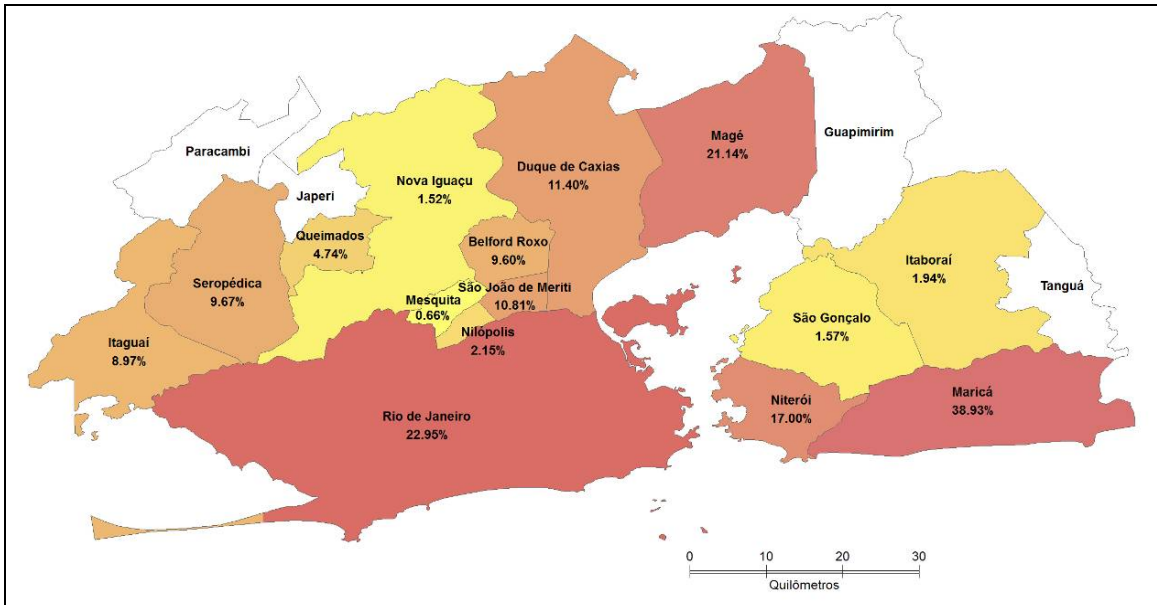 Paracambi
Japeri
Queimados
4.74%
Nova Iguaçu
1.52%
Duque de Caxias
11.40%
Magé
21.14%
Guapimirim
Seropédica
9.67%
Itaguaí
8.97%
Belford Roxo
9.60%
São João de Meriti
10.81%
Mesquita
0.66%
Nilópolis
2.15%
Rio de Janeiro
22.95%
Itaboraí
1.94%
Tanguá
São Gonçalo
1.57%
Niterói
17.00%
Maricá
38.93%
0 10 20 30
Quilômetros